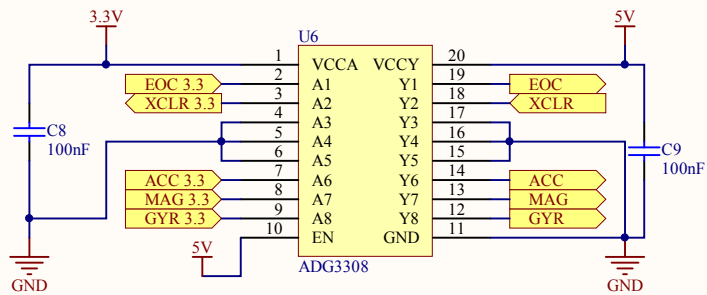 3.3V
5V
U6
1 VCCA VCCY 20
EOC 3.3 2 A1 Y1 19 EOC
XCLR 3.3 3 A2 Y2 18 XCLR
4 A3 Y3 17
C8 5 A4 Y4 16 C9
100nF 6 A5 Y5 15 100nF
ACC 3.3 7 A6 Y6 14 ACC
MAG 3.3 8 A7 Y7 13 MAG
GYR 3.3 9 A8 Y8 12 GYR
10 EN GND 11
5V
ADG3308
GND
GND